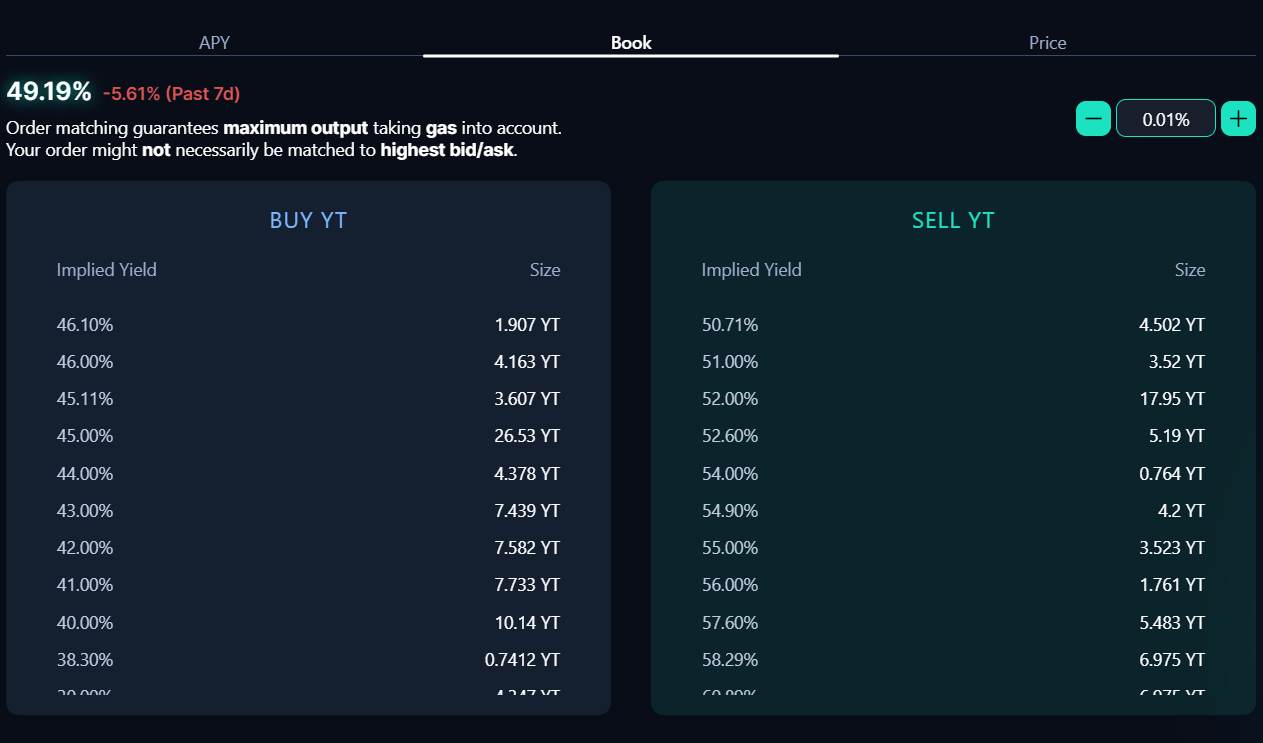 APY Book Price
49.19% -5.61% (Past 7d)
Order matching guarantees maximum output taking gas into account.
Your order might not necessarily be matched to highest bid/ask.
− 0.01% +
BUY YT
Implied Yield Size
46.10% 1.907 YT
46.00% 4.163 YT
45.11% 3.607 YT
45.00% 26.53 YT
44.00% 4.378 YT
43.00% 7.439 YT
42.00% 7.582 YT
41.00% 7.733 YT
40.00% 10.14 YT
38.30% 0.7412 YT
SELL YT
Implied Yield Size
50.71% 4.502 YT
51.00% 3.52 YT
52.00% 17.95 YT
52.60% 5.19 YT
54.00% 0.764 YT
54.90% 4.2 YT
55.00% 3.523 YT
56.00% 1.761 YT
57.60% 5.483 YT
58.29% 6.975 YT